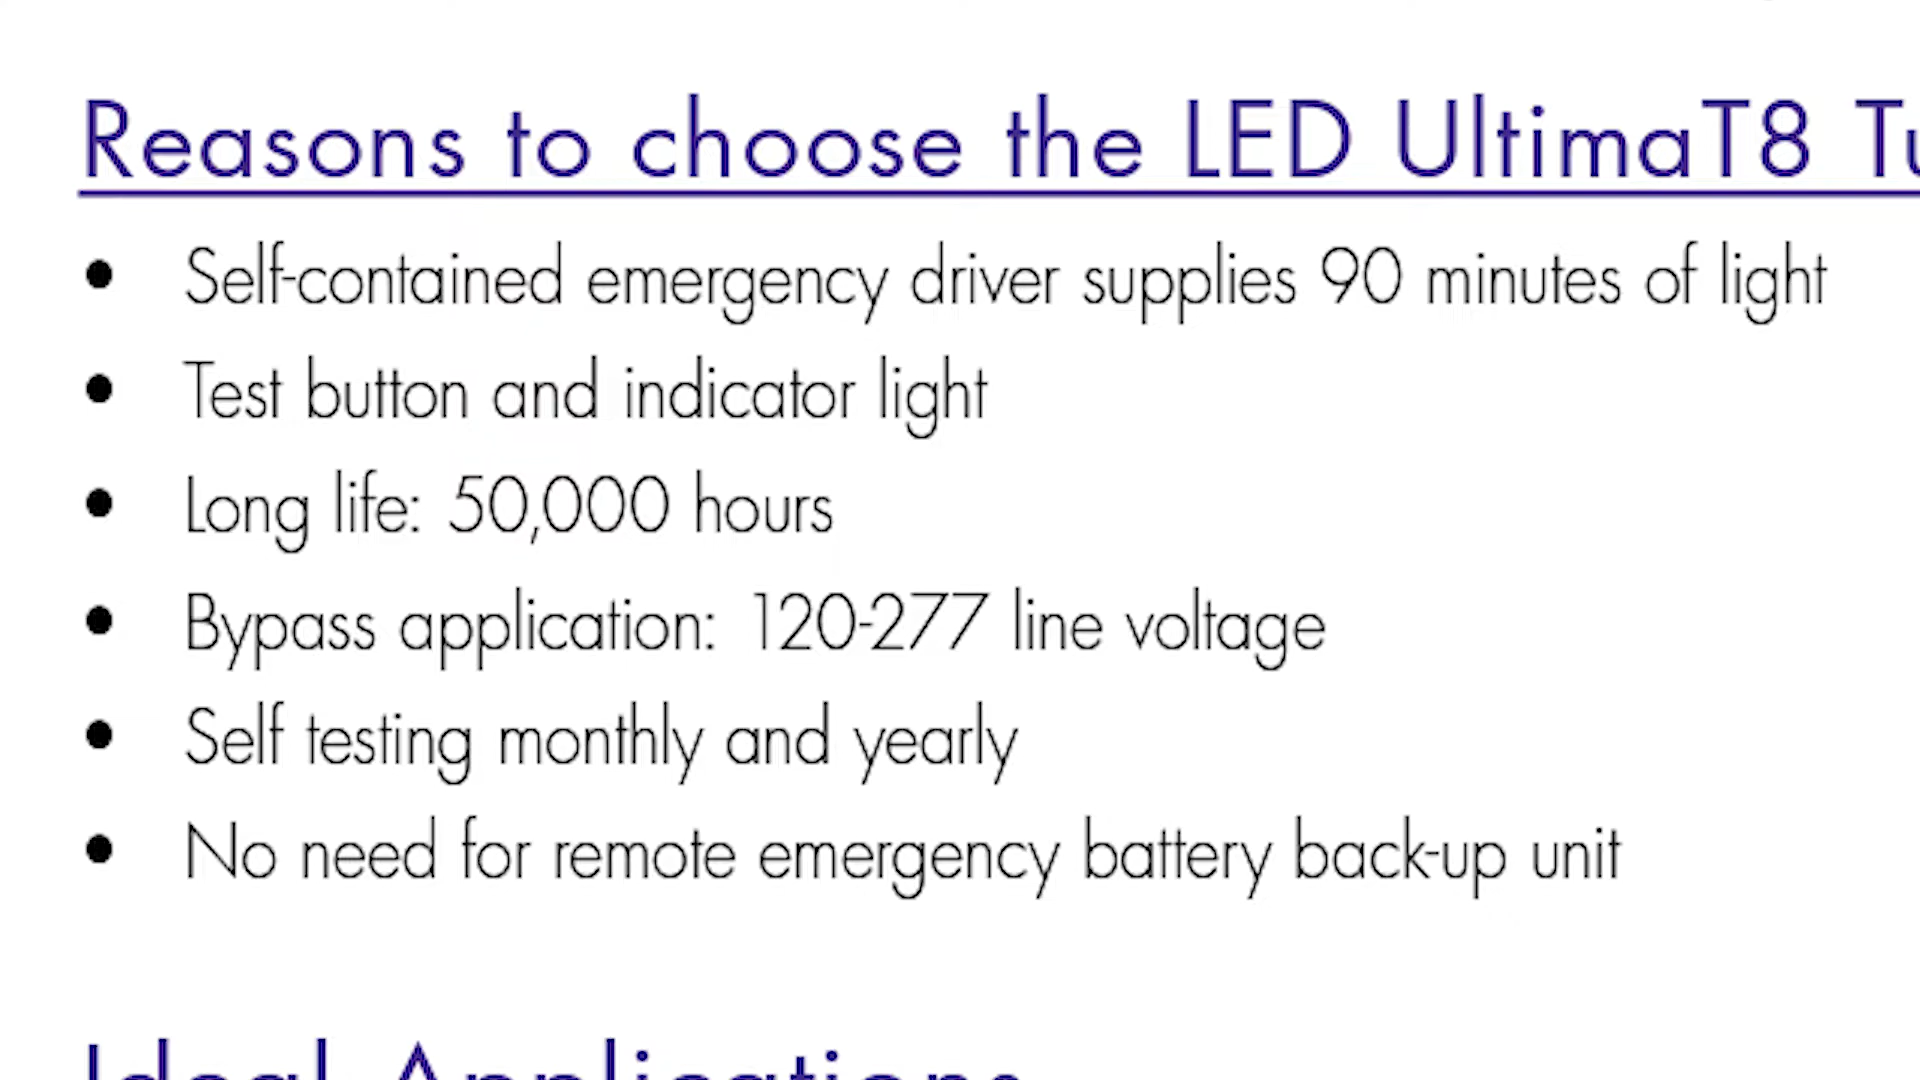 Reasons to choose the LED UltimaT8
• Self-contained emergency driver supplies 90 minutes of light
• Test button and indicator light
• Long life: 50,000 hours
• Bypass application: 120-277 line voltage
• Self testing monthly and yearly
• No need for remote emergency battery back-up unit
Ideal Applications